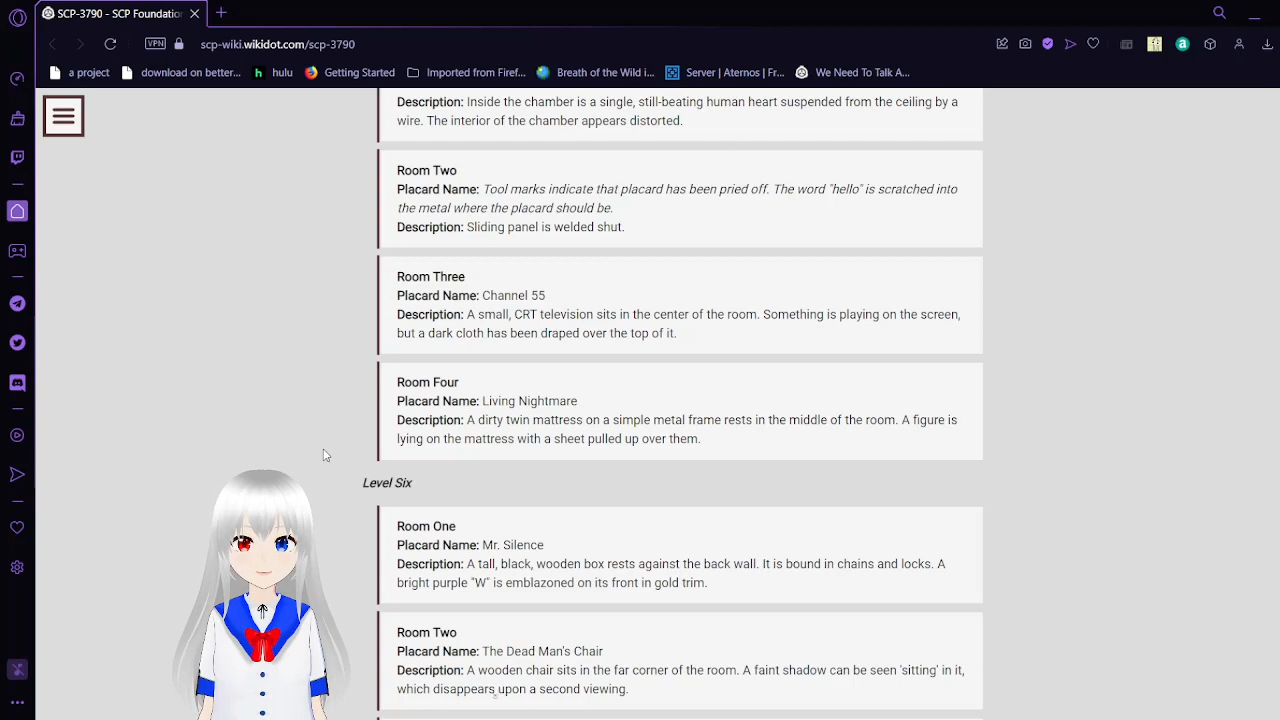 SCP-3790 - SCP Foundation
VPN
scp-wiki.wikidot.com/scp-3790
a project
download on better...
hulu
Getting Started
Imported from Firef...
Breath of the Wild i...
Server | Aternos | Fr...
We Need To Talk A...
Description: Inside the chamber is a single, still-beating human heart suspended from the ceiling by a
wire. The interior of the chamber appears distorted.
Room Two
Placard Name: Tool marks indicate that placard has been pried off. The word "hello" is scratched into
the metal where the placard should be.
Description: Sliding panel is welded shut.
Room Three
Placard Name: Channel 55
Description: A small, CRT television sits in the center of the room. Something is playing on the screen,
but a dark cloth has been draped over the top of it.
Room Four
Placard Name: Living Nightmare
Description: A dirty twin mattress on a simple metal frame rests in the middle of the room. A figure is
lying on the mattress with a sheet pulled up over them.
Level Six
Room One
Placard Name: Mr. Silence
Description: A tall, black, wooden box rests against the back wall. It is bound in chains and locks. A
bright purple "W" is emblazoned on its front in gold trim.
Room Two
Placard Name: The Dead Man's Chair
Description: A wooden chair sits in the far corner of the room. A faint shadow can be seen 'sitting' in it,
which disappears upon a second viewing.